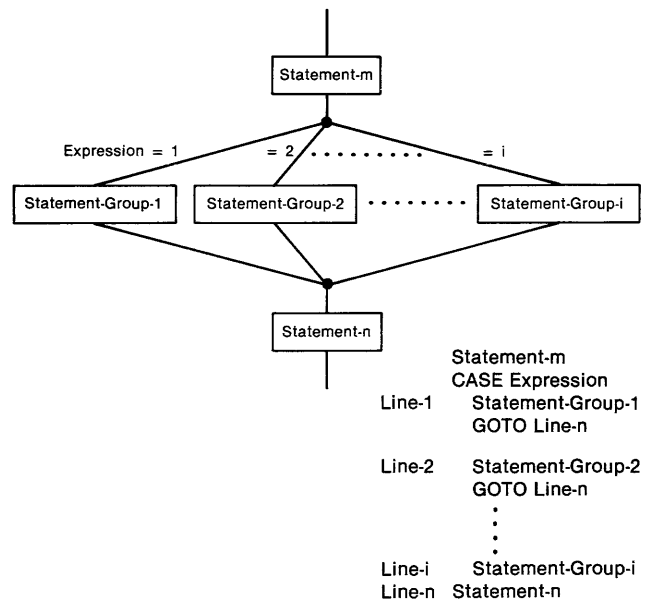 Statement-m
Expression = 1 = 2 . . . . . . . . . . = i
Statement-Group-1 Statement-Group-2 . . . . . . . . . Statement-Group-i
Statement-n
Statement-m
CASE Expression
Line-1 Statement-Group-1
GOTO Line-n
Line-2 Statement-Group-2
GOTO Line-n
Line-i Statement-Group-i
Line-n Statement-n